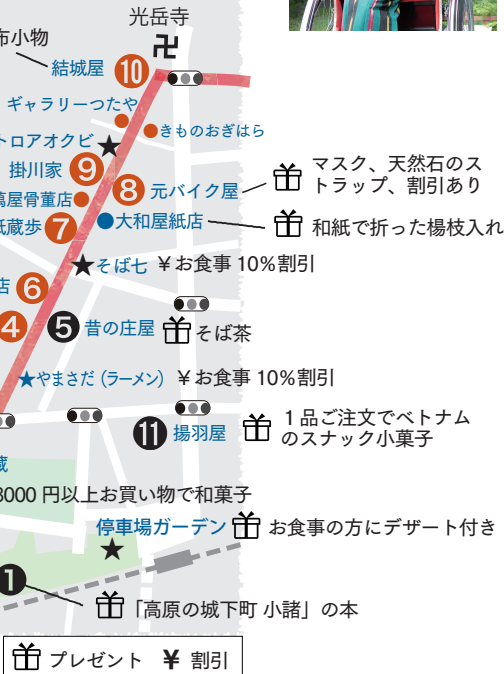 光岳寺
布小物
結城屋 10
ギャラリーつたや
きものおぎはら
トロアオクビ
掛川家 9
マスク、天然石のス
トラップ、割引あり
8 元バイク屋
萬屋骨董店
大和屋紙店
和紙で折った楊枝入れ
紙蔵歩 7
そば七 ¥お食事 10%割引
店 6
4
5 昔の庄屋 そば茶
やまさだ (ラーメン) ¥お食事 10%割引
11 揚羽屋
1品ご注文でベトナム
のスナック小菓子
蔵
3000 円以上お買い物で和菓子
停車場ガーデン お食事の方にデザート付き
1
「高原の城下町 小諸」の本
プレゼント ¥ 割引